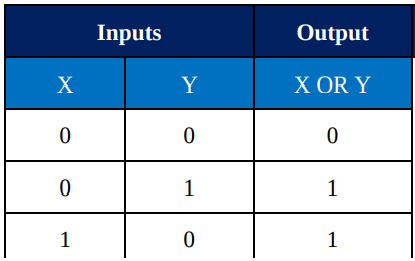 Inputs Output
X Y X OR Y
0 0 0
0 1 1
1 0 1